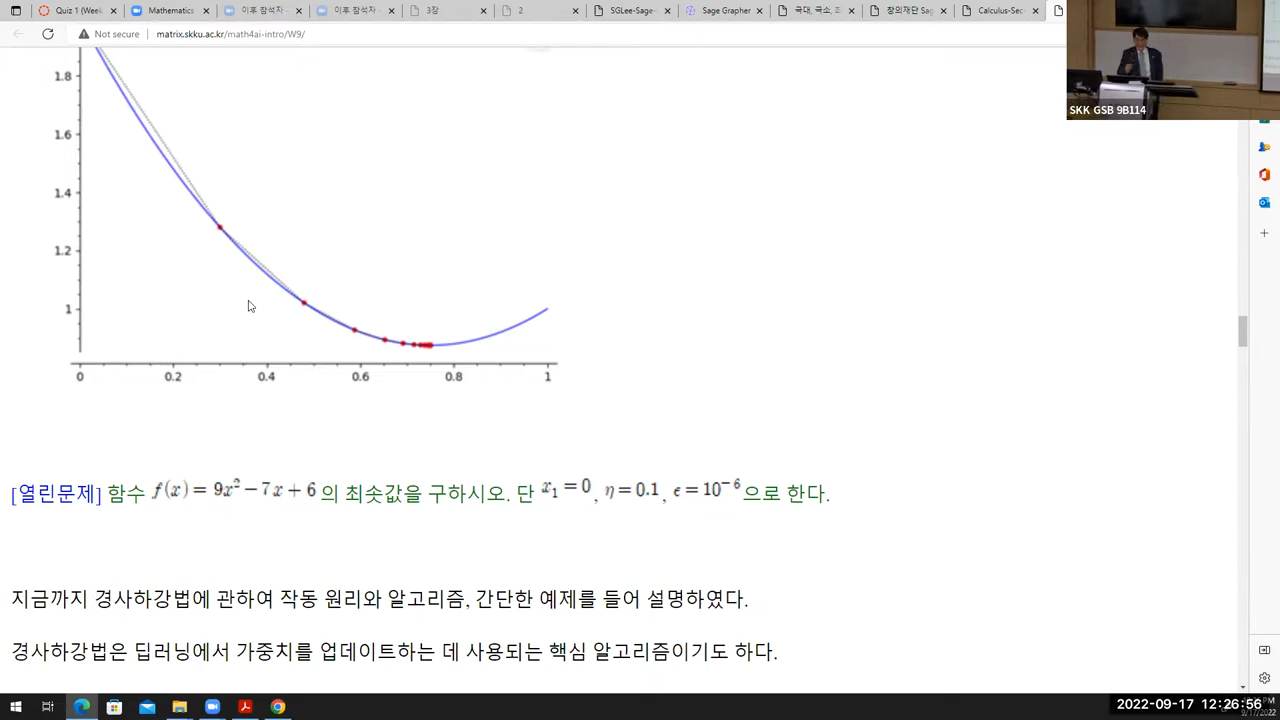 Quiz 1 (Week
Mathematics
이후 참석자
이후 참석자
3장
2
SGLee-Sage-
Sage Grapher
극대, 극소,
창의재단 Sag
Calculus-Sec
Not secure
matrix.skku.ac.kr/math4ai-intro/W9/
SKK GSB 9B114
1.8
1.6
1.4
1.2
1
0 0.2 0.4 0.6 0.8 1
[열린문제] 함수 f(x) = 9x² − 7x + 6 의 최솟값을 구하시오. 단 x₁ = 0, η = 0.1, ϵ = 10⁻⁶ 으로 한다.
지금까지 경사하강법에 관하여 작동 원리와 알고리즘, 간단한 예제를 들어 설명하였다.
경사하강법은 딥러닝에서 가중치를 업데이트하는 데 사용되는 핵심 알고리즘이기도 하다.
2022-09-17 12:26:56